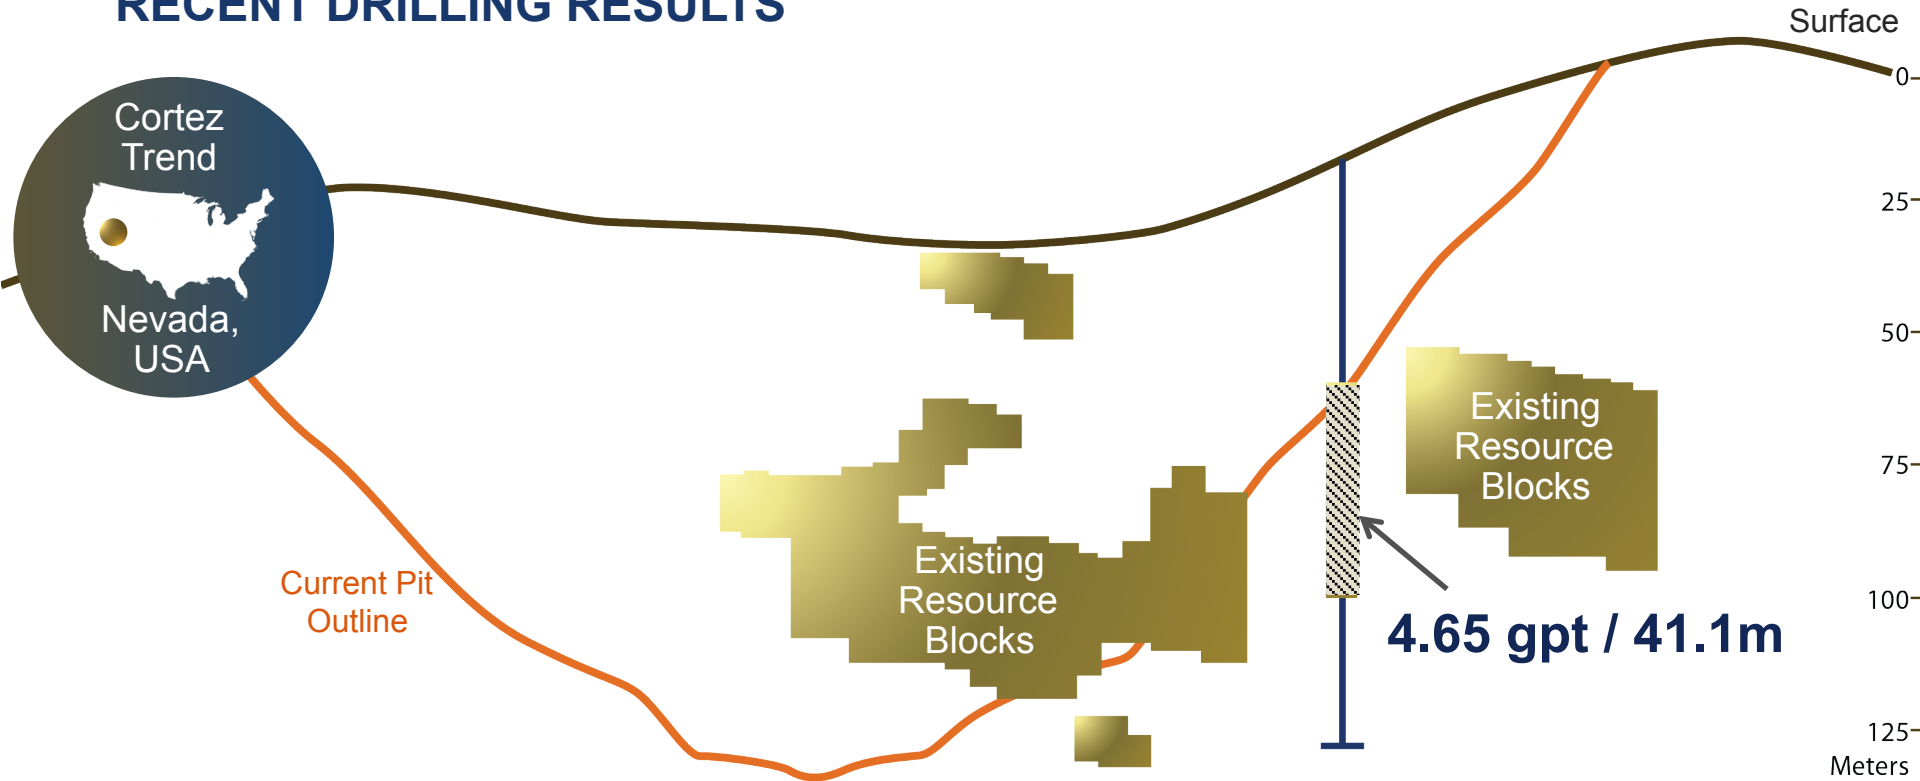 RECENT DRILLING RESULTS
Surface
Cortez
Trend
Nevada,
USA
0
25
50
75
100
125
Meters
Existing
Resource
Blocks
Existing
Resource
Blocks
Current Pit
Outline
4.65 gpt / 41.1m